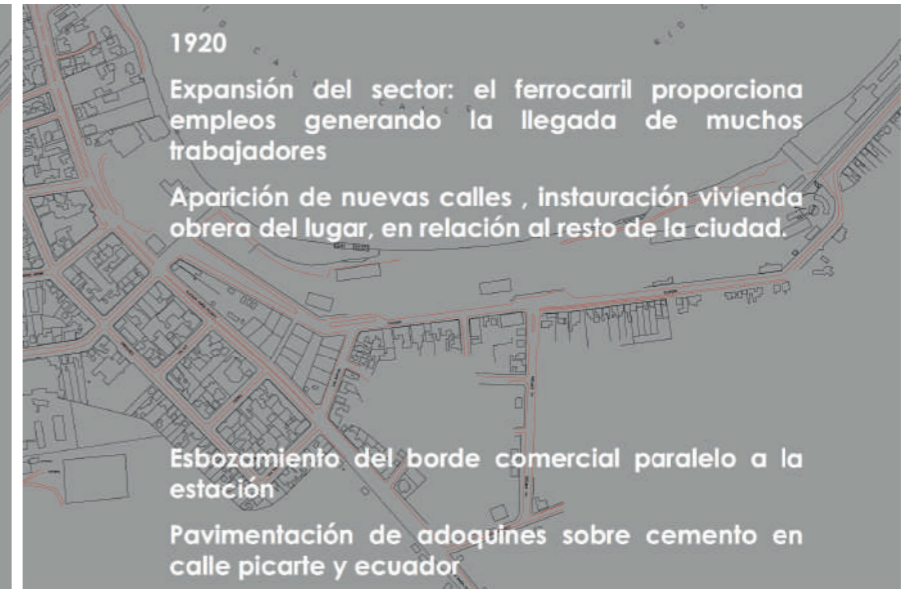 1920
Expansión del sector: el ferrocarril proporciona
empleos generando la llegada de muchos
trabajadores
Aparición de nuevas calles , instauración vivienda
obrera del lugar, en relación al resto de la ciudad.
Esbozamiento del borde comercial paralelo a la
estación
Pavimentación de adoquines sobre cemento en
calle picarte y ecuador